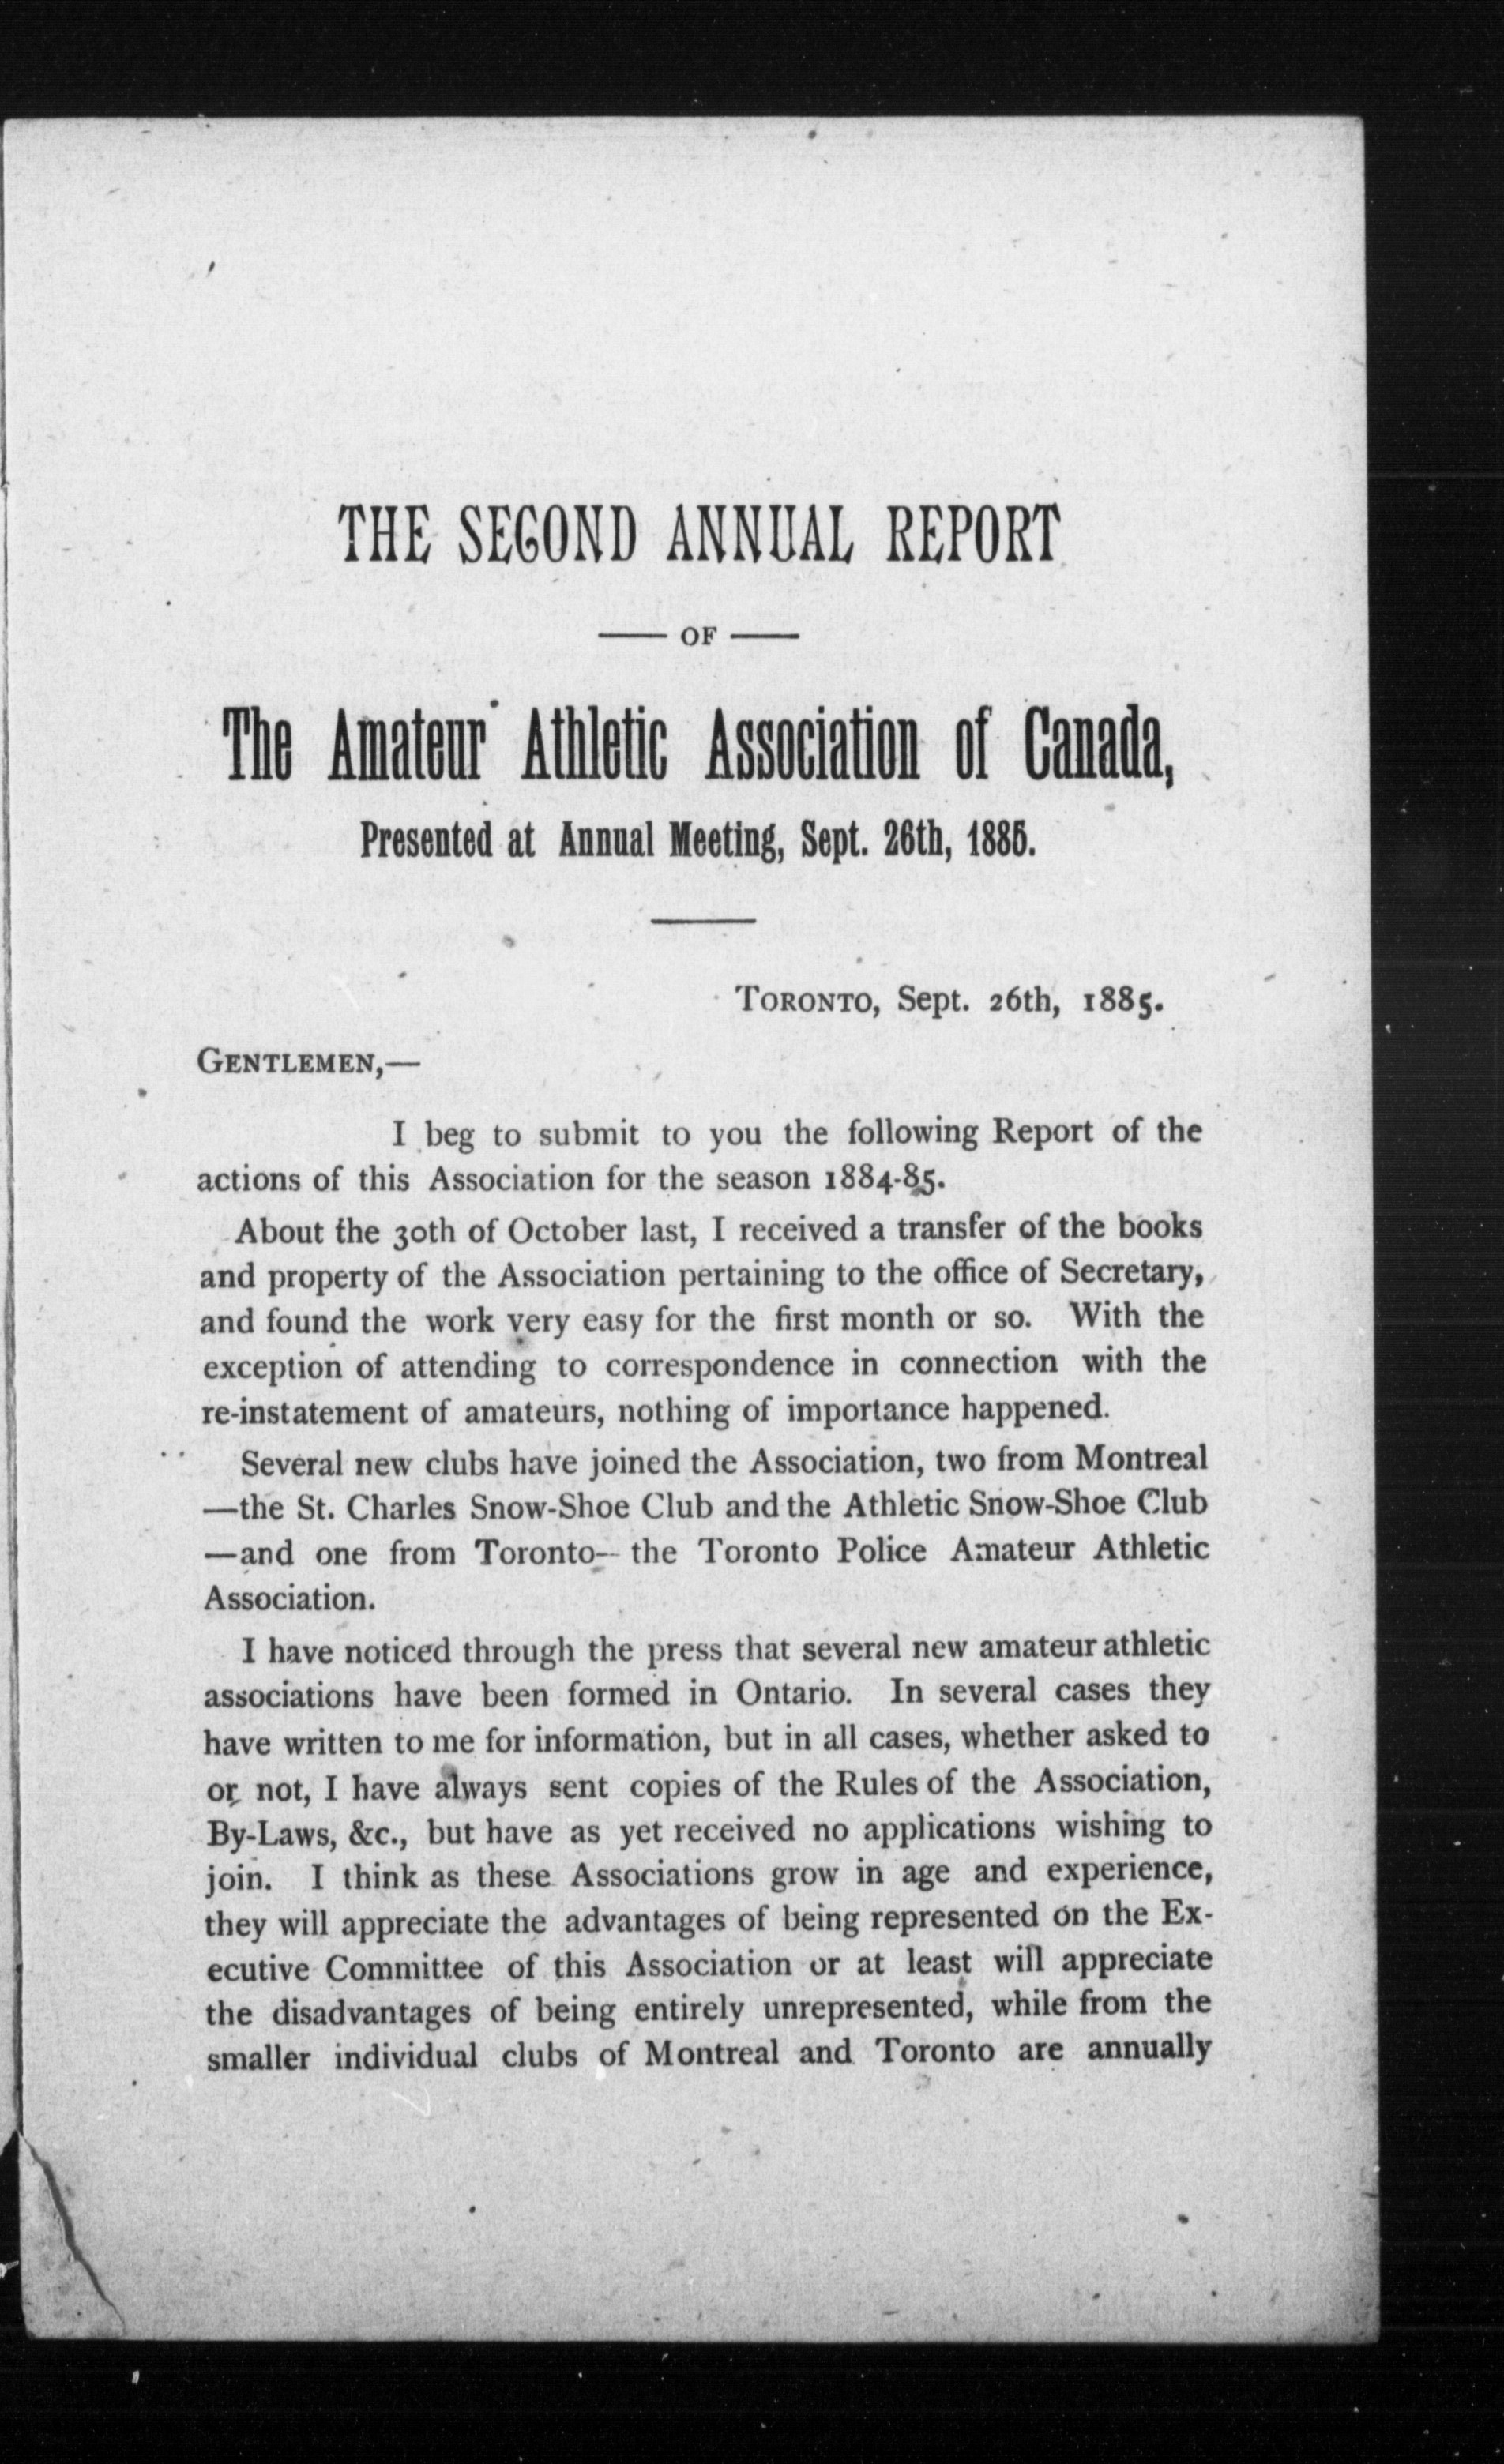 THE SECOND ANNUAL REPORT
— OF —
The Amateur Athletic Association of Canada,
Presented at Annual Meeting, Sept. 26th, 1885.
TORONTO, Sept. 26th, 1885.
GENTLEMEN,—
I beg to submit to you the following Report of the
actions of this Association for the season 1884-85.
About the 30th of October last, I received a transfer of the books
and property of the Association pertaining to the office of Secretary,
and found the work very easy for the first month or so. With the
exception of attending to correspondence in connection with the
re-instatement of amateurs, nothing of importance happened.
Several new clubs have joined the Association, two from Montreal
—the St. Charles Snow-Shoe Club and the Athletic Snow-Shoe Club
—and one from Toronto—the Toronto Police Amateur Athletic
Association.
I have noticed through the press that several new amateur athletic
associations have been formed in Ontario. In several cases they
have written to me for information, but in all cases, whether asked to
or not, I have always sent copies of the Rules of the Association,
By-Laws, &c., but have as yet received no applications wishing to
join. I think as these Associations grow in age and experience,
they will appreciate the advantages of being represented on the Ex-
ecutive Committee of this Association or at least will appreciate
the disadvantages of being entirely unrepresented, while from the
smaller individual clubs of Montreal and Toronto are annually